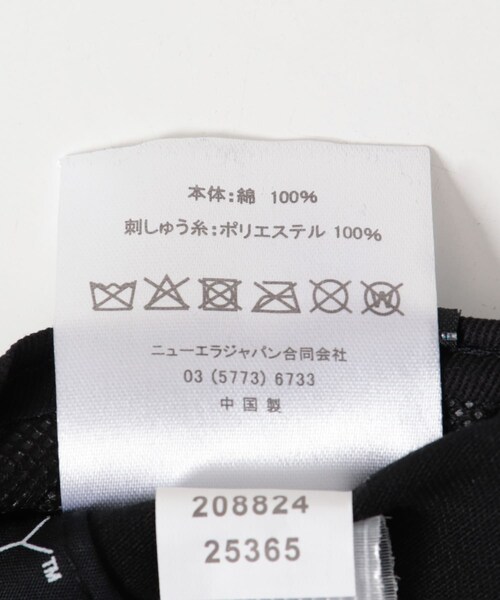 本体:綿 100%
刺しゅう糸:ポリエステル 100%
W
ニューエラジャパン合同会社
03 (5773) 6733
中国製
208824
25365
TM